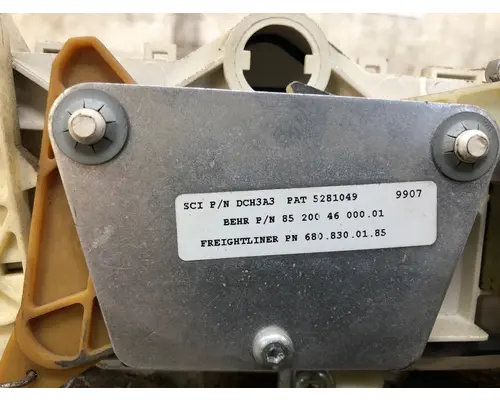 SCI P/N DCH3A3 PAT 5281049 9907
BEHR P/N 85 200 46 000.01
FREIGHTLINER PN 680.830.01.85